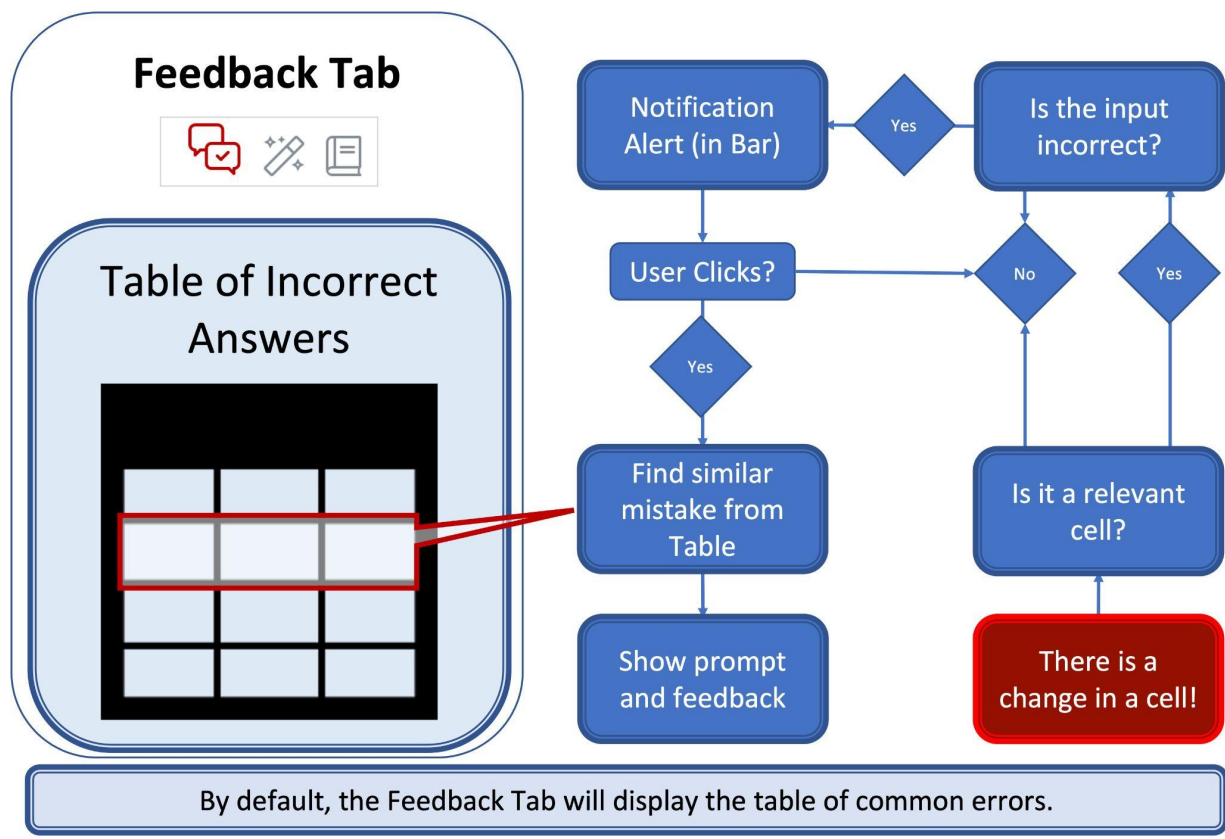 Feedback Tab
Table of Incorrect
Answers
Notification
Alert (in Bar)
Yes
Is the input
incorrect?
User Clicks?
No
Yes
Yes
Find similar
mistake from
Table
Is it a relevant
cell?
Show prompt
and feedback
There is a
change in a cell!
By default, the Feedback Tab will display the table of common errors.